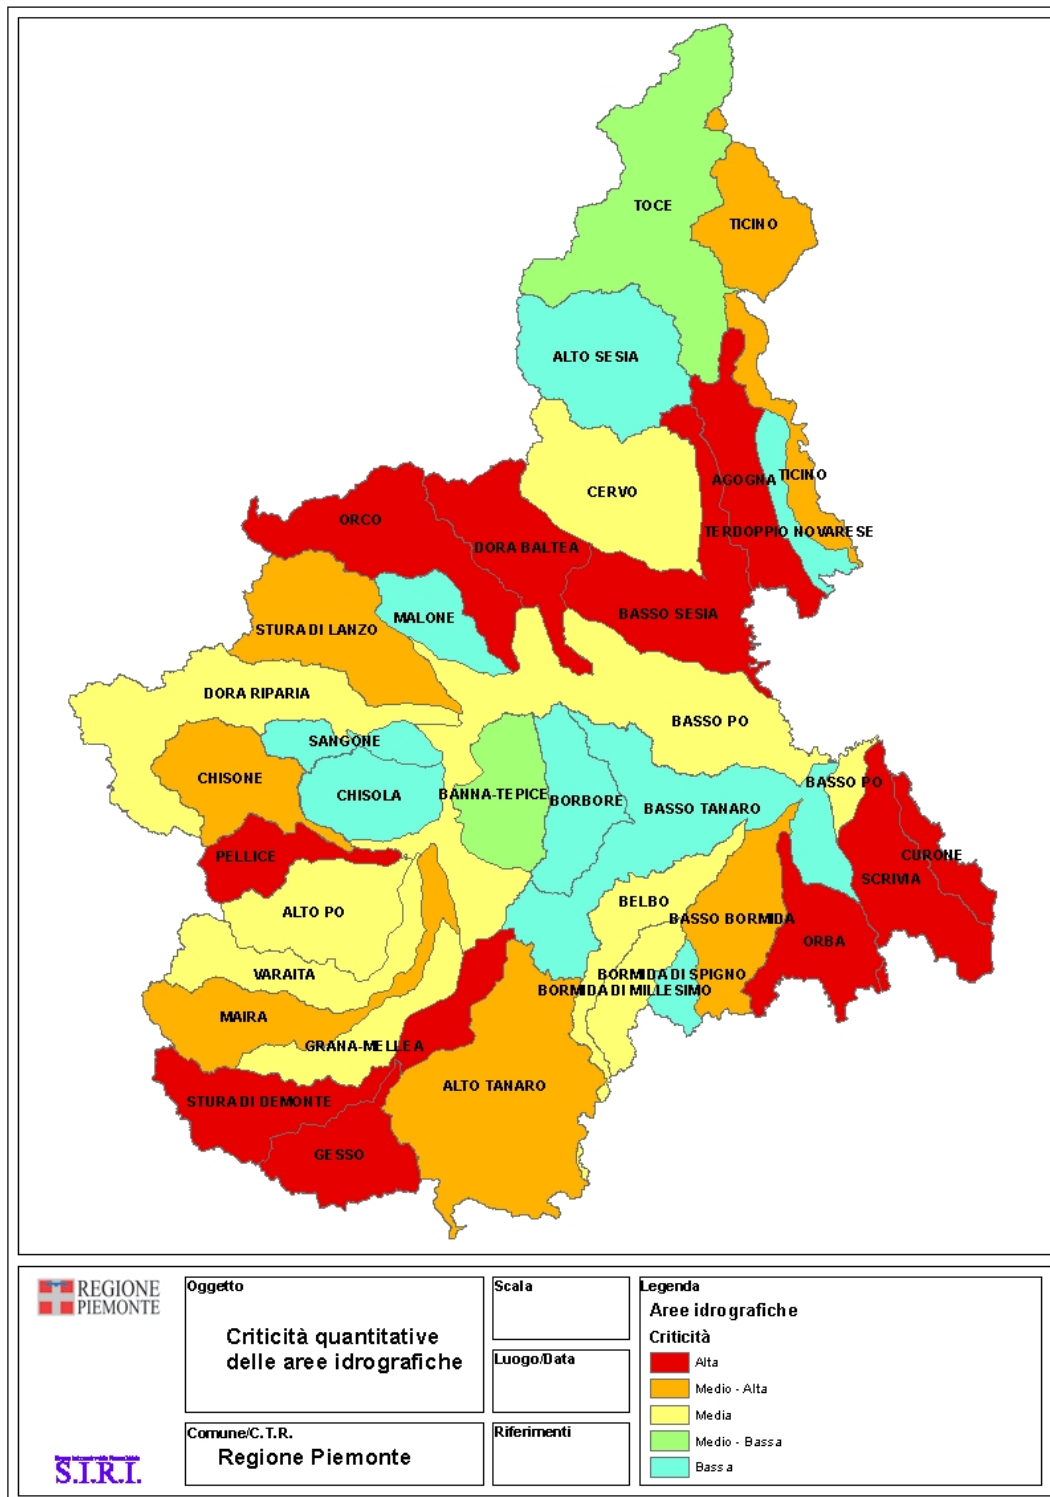 TOCE
TICINO
ALTO SESIA
CERVO
AGOGNA
TICINO
ORCO
DORA BALTEA
TERDOPPIO NOVARESE
MALONE
BASSO SESIA
STURA DI LANZO
DORA RIPARIA
BASSO PO
SANGONE
CHISONE
BASSO PO
CHISOLA
BANNA-TEPICE
BORBORE
BASSO TANARO
PELLICE
CURONE
SCRIVIA
ALTO PO
BELBO
BASSO BORMIDA
ORBA
VARAITA
BORMIDA DI SPIGNO
BORMIDA DI MILLESIMO
MAIRA
GRANA-MELLEA
ALTO TANARO
STURA DI DEMONTE
GESSO
REGIONE
PIEMONTE
Oggetto
Criticità quantitative
delle aree idrografiche
Comune/C.T.R.
Regione Piemonte
Scala
Luogo/Data
Riferimenti
Legenda
Aree idrografiche
Criticità
Alta
Medio - Alta
Media
Medio - Bassa
Bassa
S.I.R.I.